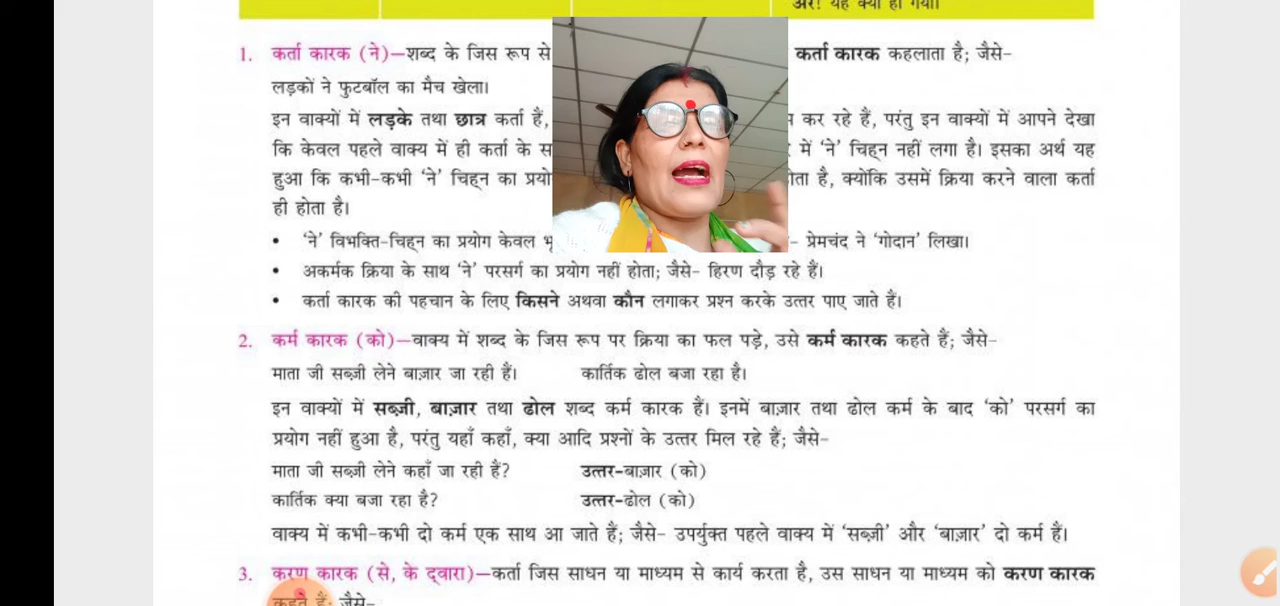 अरे! यह क्या हो गया।
1. कर्ता कारक (ने)–शब्द के जिस रूप से कर्ता कारक कहलाता है; जैसे–
लड़कों ने फुटबॉल का मैच खेला।
इन वाक्यों में लड़के तथा छात्र कर्ता हैं, कर रहे हैं, परंतु इन वाक्यों में आपने देखा
कि केवल पहले वाक्य में ही कर्ता के में 'ने' चिह्न नहीं लगा है। इसका अर्थ यह
हुआ कि कभी-कभी 'ने' चिह्न का है, क्योंकि उसमें क्रिया करने वाला कर्ता
ही होता है।
• 'ने' विभक्ति-चिह्न का प्रयोग केवल – प्रेमचंद ने 'गोदान' लिखा।
• अकर्मक क्रिया के साथ 'ने' परसर्ग का प्रयोग नहीं होता; जैसे– हिरण दौड़ रहे हैं।
• कर्ता कारक की पहचान के लिए किसने अथवा कौन लगाकर प्रश्न करके उत्तर पाए जाते हैं।
2. कर्म कारक (को)–वाक्य में शब्द के जिस रूप पर क्रिया का फल पड़े, उसे कर्म कारक कहते हैं; जैसे–
माता जी सब्ज़ी लेने बाज़ार जा रही हैं। कार्तिक ढोल बजा रहा है।
इन वाक्यों में सब्ज़ी, बाज़ार तथा ढोल शब्द कर्म कारक हैं। इनमें बाज़ार तथा ढोल कर्म के बाद 'को' परसर्ग का
प्रयोग नहीं हुआ है, परंतु यहाँ कहाँ, क्या आदि प्रश्नों के उत्तर मिल रहे हैं; जैसे–
माता जी सब्ज़ी लेने कहाँ जा रही हैं? उत्तर–बाज़ार (को)
कार्तिक क्या बजा रहा है? उत्तर–ढोल (को)
वाक्य में कभी-कभी दो कर्म एक साथ आ जाते हैं; जैसे– उपर्युक्त पहले वाक्य में 'सब्ज़ी' और 'बाज़ार' दो कर्म हैं।
3. करण कारक (से, के द्वारा)–कर्ता जिस साधन या माध्यम से कार्य करता है, उस साधन या माध्यम को करण कारक
कहते हैं; जैसे–